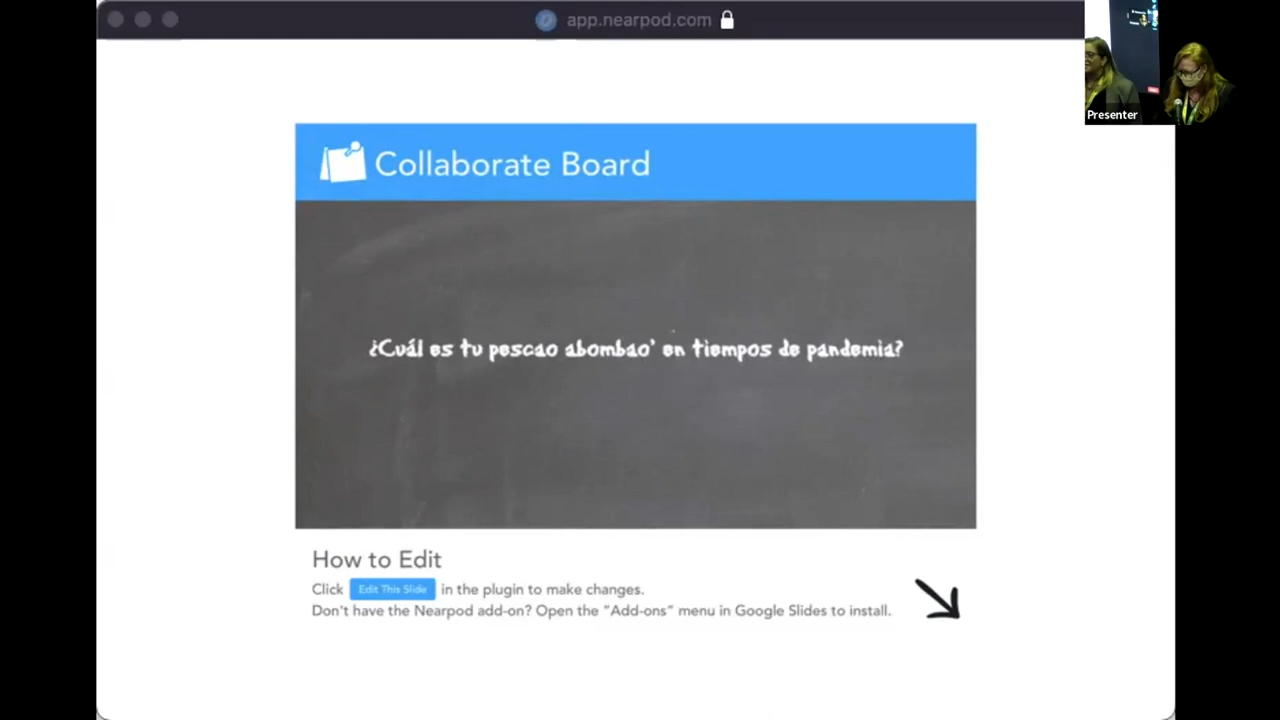 app.nearpod.com
Presenter
Collaborate Board
¿Cuál es tu pescao abombao' en tiempos de pandemia?
How to Edit
Click Edit This Slide in the plugin to make changes.
Don't have the Nearpod add-on? Open the "Add-ons" menu in Google Slides to install.